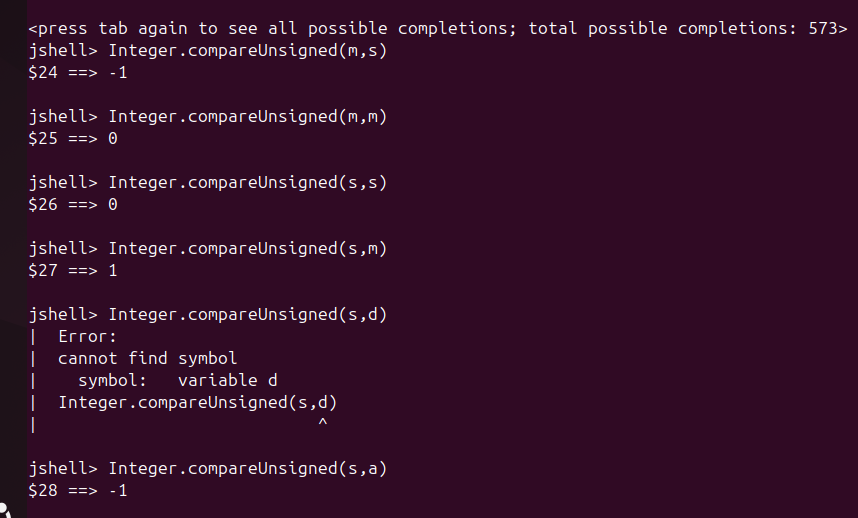 <press tab again to see all possible completions; total possible completions: 573>
jshell> Integer.compareUnsigned(m,s)
$24 ==> -1
jshell> Integer.compareUnsigned(m,m)
$25 ==> 0
jshell> Integer.compareUnsigned(s,s)
$26 ==> 0
jshell> Integer.compareUnsigned(s,m)
$27 ==> 1
jshell> Integer.compareUnsigned(s,d)
|  Error:
|  cannot find symbol
|    symbol:   variable d
|  Integer.compareUnsigned(s,d)
|                            ^
jshell> Integer.compareUnsigned(s,a)
$28 ==> -1